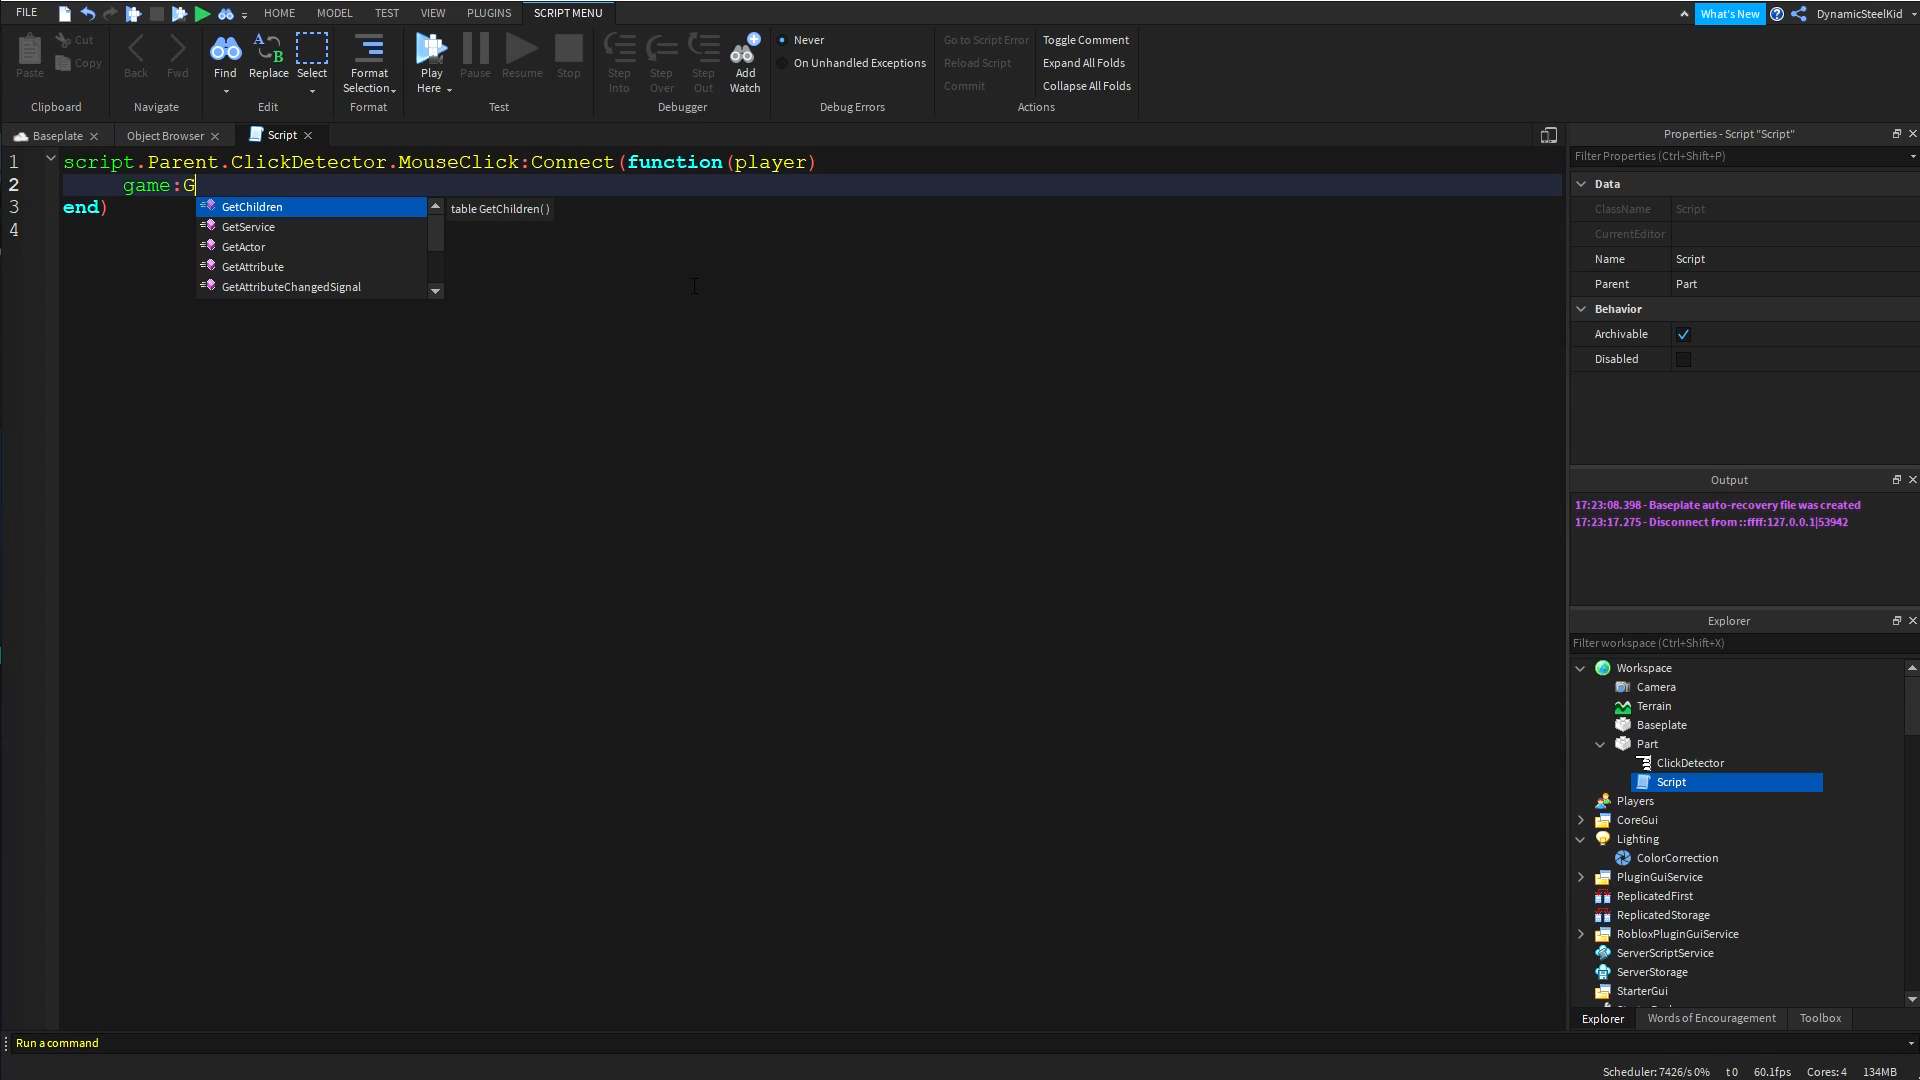 FILE HOME MODEL TEST VIEW PLUGINS SCRIPT MENU What's New DynamicSteelKid
Paste Cut Copy
Clipboard
Back Fwd
Navigate
Find Replace Select
Edit
Format Selection
Format
Play Here Pause Resume Stop
Test
Step Into Step Over Step Out Add Watch
Debugger
Never
On Unhandled Exceptions
Debug Errors
Go to Script Error Toggle Comment
Reload Script Expand All Folds
Commit Collapse All Folds
Actions
Baseplate Object Browser Script
1 script.Parent.ClickDetector.MouseClick:Connect(function(player)
2 game:G
3 end)
4
GetChildren
GetService
GetActor
GetAttribute
GetAttributeChangedSignal
table GetChildren()
Properties - Script "Script"
Filter Properties (Ctrl+Shift+P)
Data
ClassName Script
CurrentEditor
Name Script
Parent Part
Behavior
Archivable
Disabled
Output
17:23:08.398 - Baseplate auto-recovery file was created
17:23:17.275 - Disconnect from ::ffff:127.0.0.1|53942
Explorer
Filter workspace (Ctrl+Shift+X)
Workspace
Camera
Terrain
Baseplate
Part
ClickDetector
Script
Players
CoreGui
Lighting
ColorCorrection
PluginGuiService
ReplicatedFirst
ReplicatedStorage
RobloxPluginGuiService
ServerScriptService
ServerStorage
StarterGui
Explorer Words of Encouragement Toolbox
Run a command
Scheduler: 7426/s 0% t 0 60.1fps Cores: 4 134MB